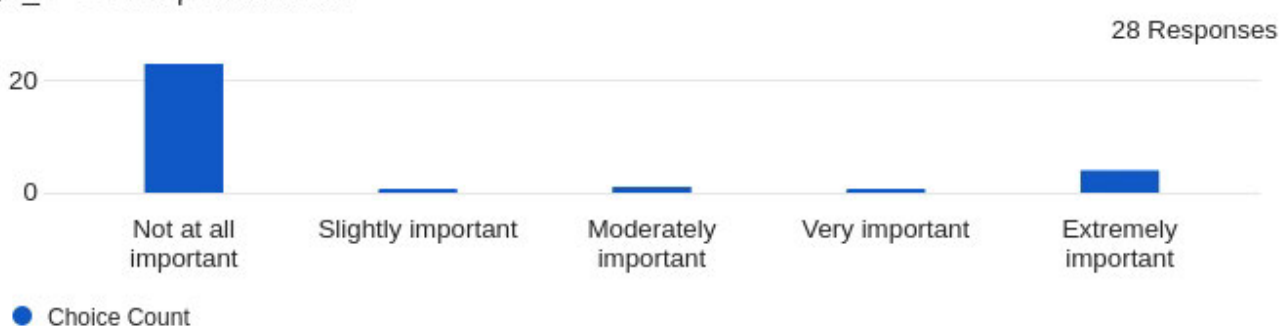 28 Responses
20
0
Not at all
important
Slightly important
Moderately
important
Very important
Extremely
important
Choice Count